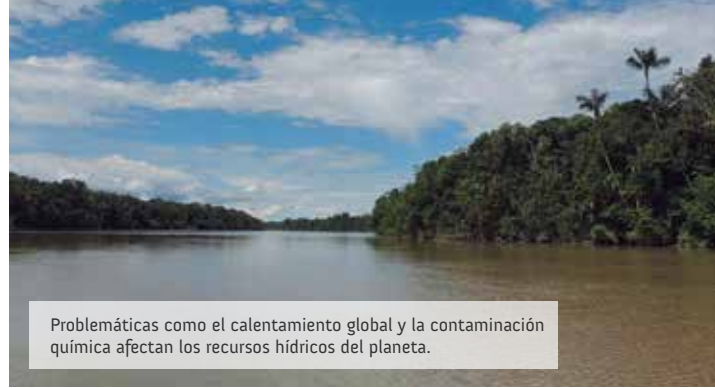 Problemáticas como el calentamiento global y la contaminación
química afectan los recursos hídricos del planeta.